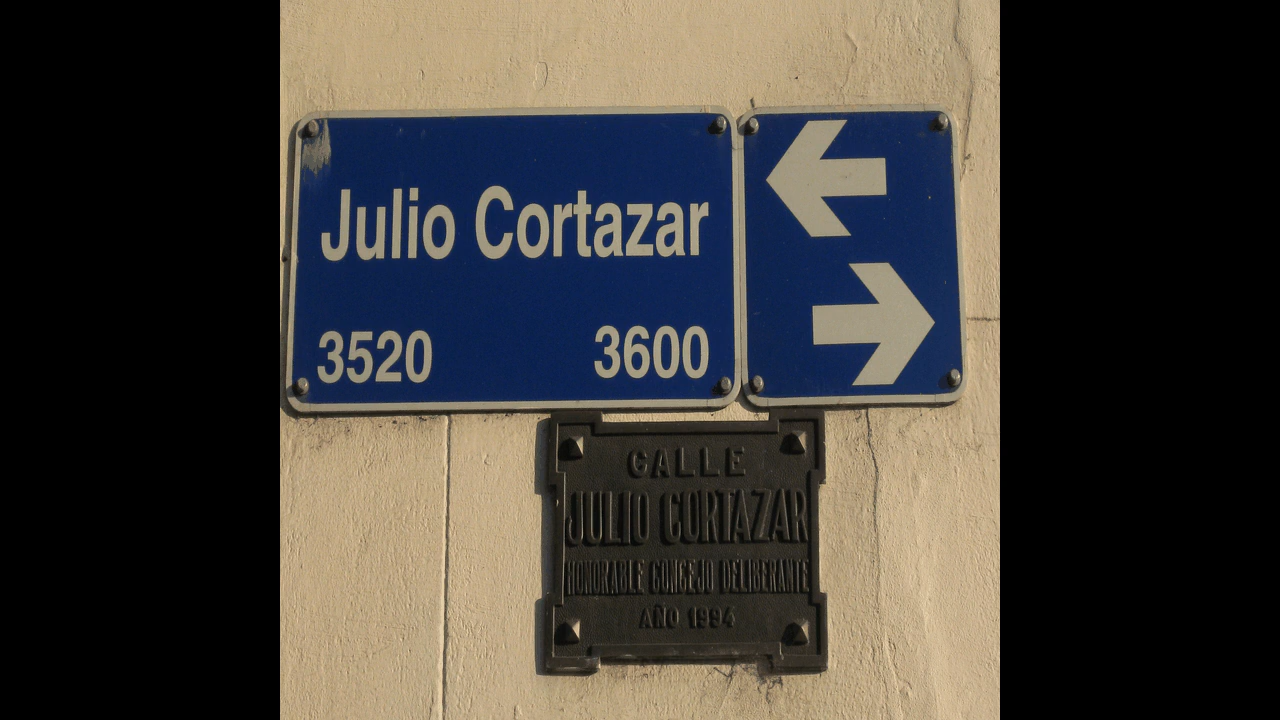 Julio Cortazar
3520 3600
CALLE
JULIO CORTAZAR
HONORABLE CONCEJO DELIBERANTE
AÑO 1994